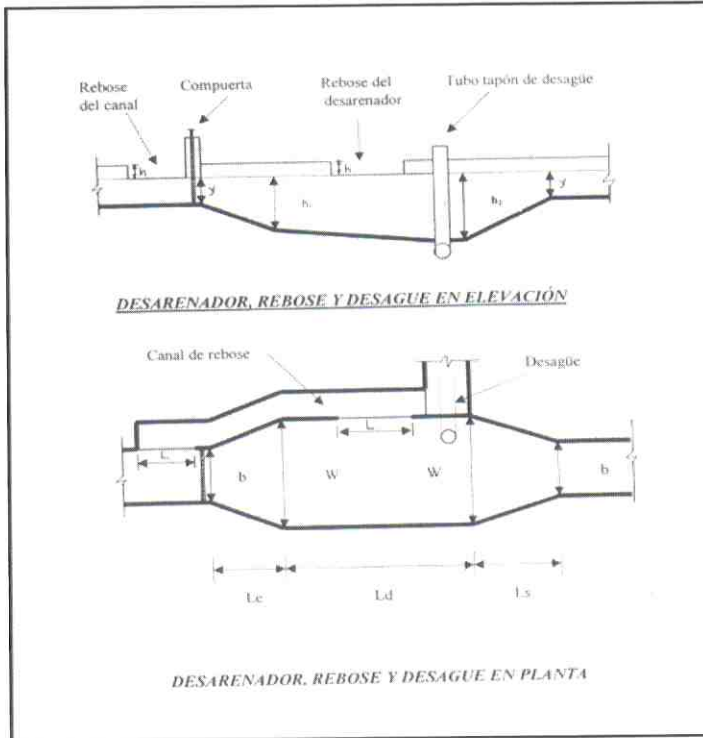 Rebose
del canal
Compuerta
Rebose del
desarenador
Tubo tapón de desagüe
h
h
y
h₁
h₂
y
DESARENADOR, REBOSE Y DESAGUE EN ELEVACIÓN
Canal de rebose
Desagüe
L
L
b
W
W
b
Le
Ld
Ls
DESARENADOR, REBOSE Y DESAGUE EN PLANTA